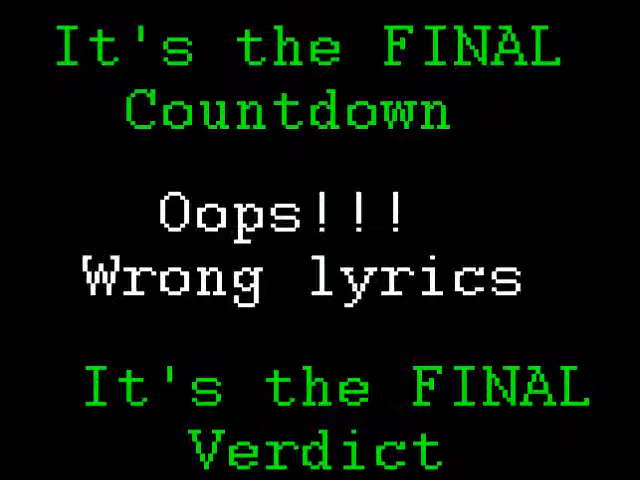 It's the FINAL
Countdown
Oops!!!
Wrong lyrics
It's the FINAL
Verdict